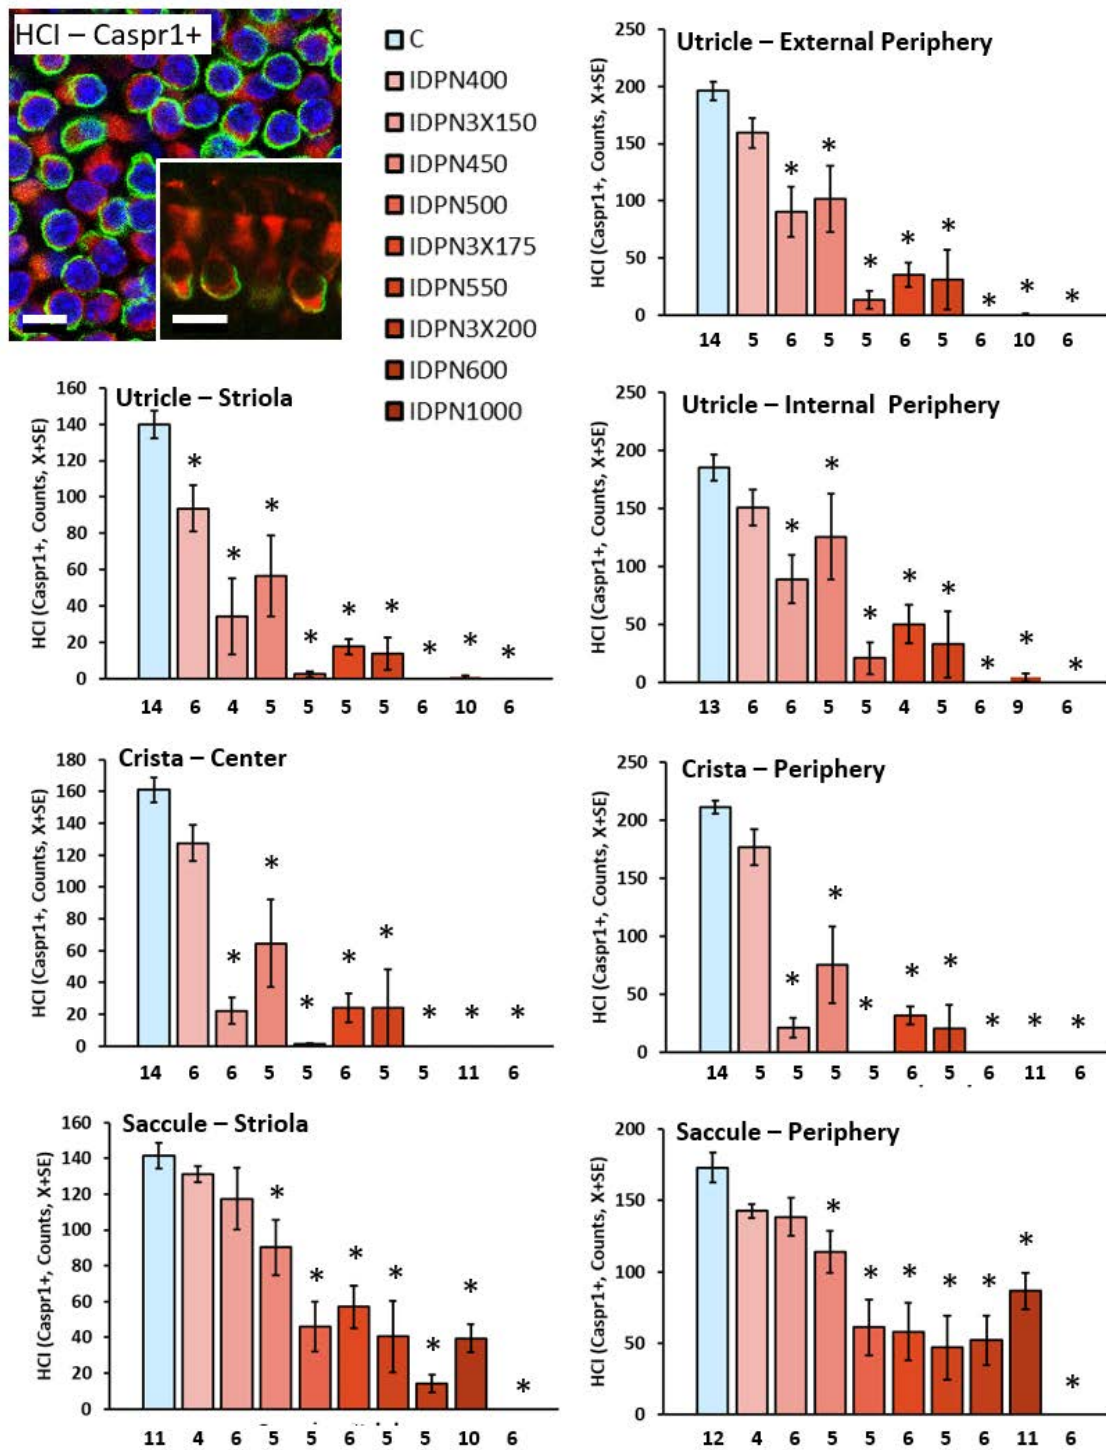 HCI – Caspr1+
C
IDPN400
IDPN3X150
IDPN450
IDPN500
IDPN3X175
IDPN550
IDPN3X200
IDPN600
IDPN1000
Utricle – External Periphery
HCI (Caspr1+, Counts, X+SE)
250
200
150
100
50
0
* * * * * * * *
14 5 6 5 5 6 5 6 10 6
Utricle – Striola
HCI (Caspr1+, Counts, X+SE)
160
140
120
100
80
60
40
20
0
* * * * * * * * *
14 6 4 5 5 5 5 6 10 6
Utricle – Internal Periphery
HCI (Caspr1+, Counts, X+SE)
250
200
150
100
50
0
* * * * * * * *
13 6 6 5 5 4 5 6 9 6
Crista – Center
HCI (Caspr1+, Counts, X+SE)
180
160
140
120
100
80
60
40
20
0
* * * * * * * *
14 6 6 5 5 6 5 5 11 6
Crista – Periphery
HCI (Caspr1+, Counts, X+SE)
250
200
150
100
50
0
* * * * * * * *
14 5 5 5 5 6 5 6 11 6
Saccule – Striola
HCI (Caspr1+, Counts, X+SE)
160
140
120
100
80
60
40
20
0
* * * * * * *
11 4 6 5 5 6 5 5 10 6
Saccule – Periphery
HCI (Caspr1+, Counts, X+SE)
200
150
100
50
0
* * * * * * *
12 4 6 5 5 6 5 6 11 6